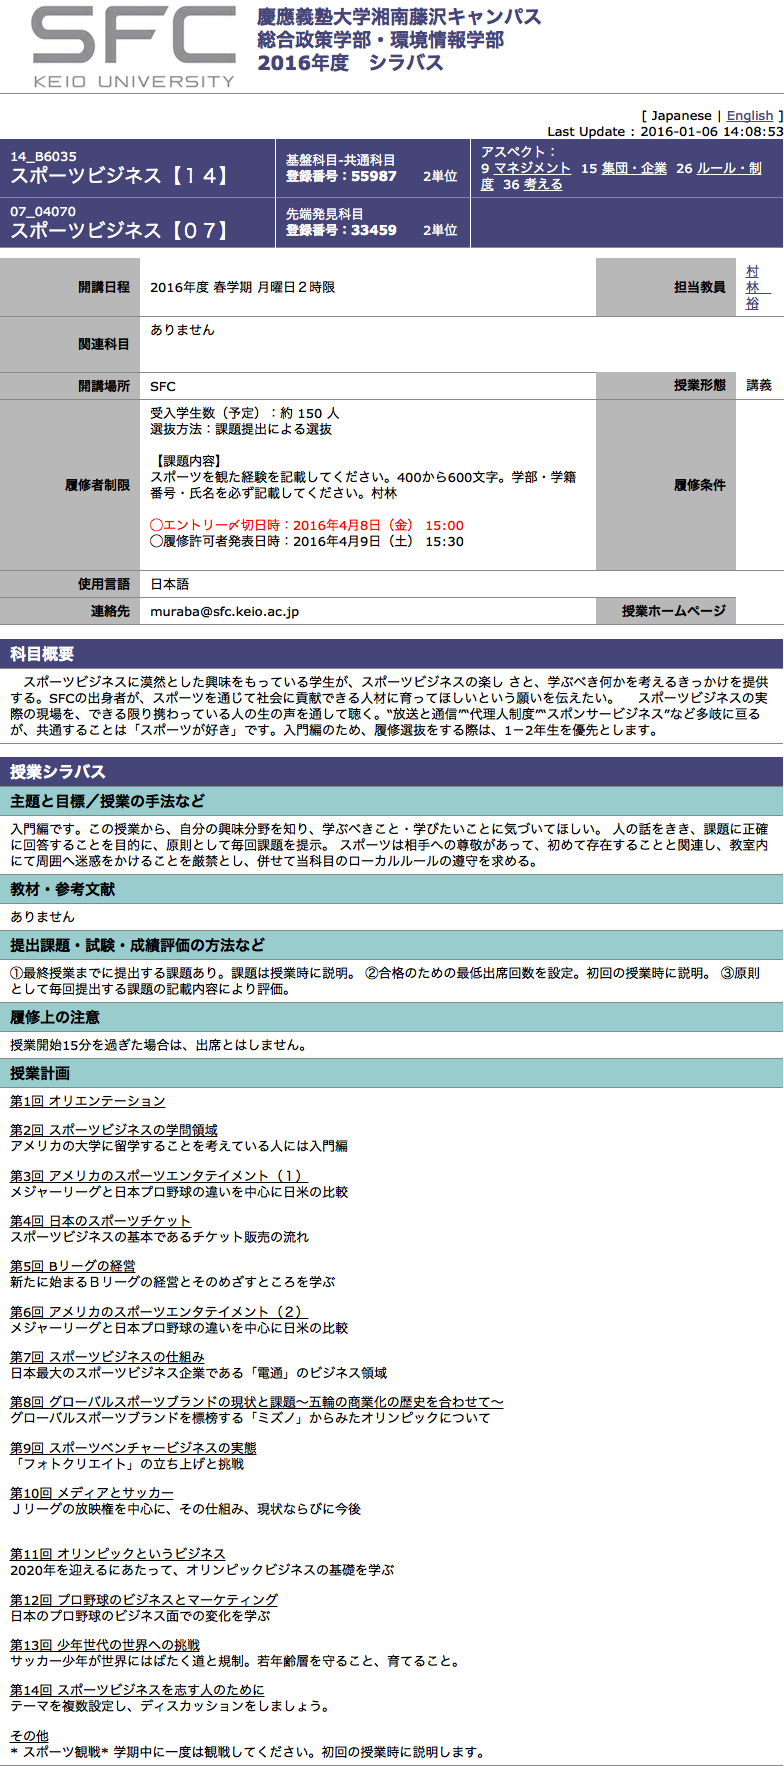 SFC
KEIO UNIVERSITY
慶應義塾大学湘南藤沢キャンパス
総合政策学部・環境情報学部
2016年度　シラバス
[ Japanese | English ]
Last Update : 2016-01-06 14:08:53
14_B6035
スポーツビジネス【１４】
基盤科目-共通科目
登録番号：55987 2単位
アスペクト：
9 マネジメント 15 集団・企業 26 ルール・制
度 36 考える
07_04070
スポーツビジネス【０７】
先端発見科目
登録番号：33459 2単位
開講日程
2016年度 春学期 月曜日２時限
担当教員
村
林
裕
関連科目
ありません
開講場所
SFC
授業形態
講義
履修者制限
受入学生数（予定）：約 150 人
選抜方法：課題提出による選抜
【課題内容】
スポーツを観た経験を記載してください。400から600文字。学部・学籍
番号・氏名を必ず記載してください。村林
◯エントリー〆切日時：2016年4月8日（金） 15:00
◯履修許可者発表日時：2016年4月9日（土） 15:30
履修条件
使用言語
日本語
連絡先
muraba@sfc.keio.ac.jp
授業ホームページ
科目概要
スポーツビジネスに漠然とした興味をもっている学生が、スポーツビジネスの楽し さと、学ぶべき何かを考えるきっかけを提供
する。SFCの出身者が、スポーツを通じて社会に貢献できる人材に育ってほしいという願いを伝えたい。　スポーツビジネスの実
際の現場を、できる限り携わっている人の生の声を通して聴く。“放送と通信”“代理人制度”“スポンサービジネス”など多岐に亘る
が、共通することは「スポーツが好き」です。入門編のため、履修選抜をする際は、1－2年生を優先とします。
授業シラバス
主題と目標／授業の手法など
入門編です。この授業から、自分の興味分野を知り、学ぶべきこと・学びたいことに気づいてほしい。 人の話をきき、課題に正確
に回答することを目的に、原則として毎回課題を提示。 スポーツは相手への尊敬があって、初めて存在することと関連し、教室内
にて周囲へ迷惑をかけることを厳禁とし、併せて当科目のローカルルールの遵守を求める。
教材・参考文献
ありません
提出課題・試験・成績評価の方法など
①最終授業までに提出する課題あり。課題は授業時に説明。 ②合格のための最低出席回数を設定。初回の授業時に説明。 ③原則
として毎回提出する課題の記載内容により評価。
履修上の注意
授業開始15分を過ぎた場合は、出席とはしません。
授業計画
第1回 オリエンテーション
第2回 スポーツビジネスの学問領域
アメリカの大学に留学することを考えている人には入門編
第3回 アメリカのスポーツエンタテイメント（１）
メジャーリーグと日本プロ野球の違いを中心に日米の比較
第4回 日本のスポーツチケット
スポーツビジネスの基本であるチケット販売の流れ
第5回 Bリーグの経営
新たに始まるＢリーグの経営とそのめざすところを学ぶ
第6回 アメリカのスポーツエンタテイメント（２）
メジャーリーグと日本プロ野球の違いを中心に日米の比較
第7回 スポーツビジネスの仕組み
日本最大のスポーツビジネス企業である「電通」のビジネス領域
第8回 グローバルスポーツブランドの現状と課題～五輪の商業化の歴史を合わせて～
グローバルスポーツブランドを標榜する「ミズノ」からみたオリンピックについて
第9回 スポーツベンチャービジネスの実態
「フォトクリエイト」の立ち上げと挑戦
第10回 メディアとサッカー
Ｊリーグの放映権を中心に、その仕組み、現状ならびに今後
第11回 オリンピックというビジネス
2020年を迎えるにあたって、オリンピックビジネスの基礎を学ぶ
第12回 プロ野球のビジネスとマーケティング
日本のプロ野球のビジネス面での変化を学ぶ
第13回 少年世代の世界への挑戦
サッカー少年が世界にはばたく道と規制。若年齢層を守ること、育てること。
第14回 スポーツビジネスを志す人のために
テーマを複数設定し、ディスカッションをしましょう。
その他
* スポーツ観戦* 学期中に一度は観戦してください。初回の授業時に説明します。